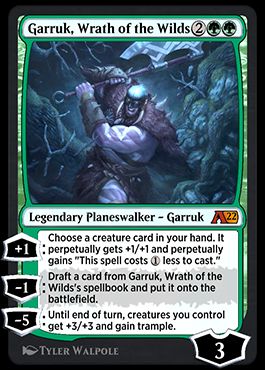 Garruk, Wrath of the Wilds 2
Legendary Planeswalker – Garruk A22
+1 Choose a creature card in your hand. It
perpetually gets +1/+1 and perpetually
gains "This spell costs 1 less to cast."
-1 Draft a card from Garruk, Wrath of the
Wilds's spellbook and put it onto the
battlefield.
-5 Until end of turn, creatures you control
get +3/+3 and gain trample.
3
Tyler Walpole